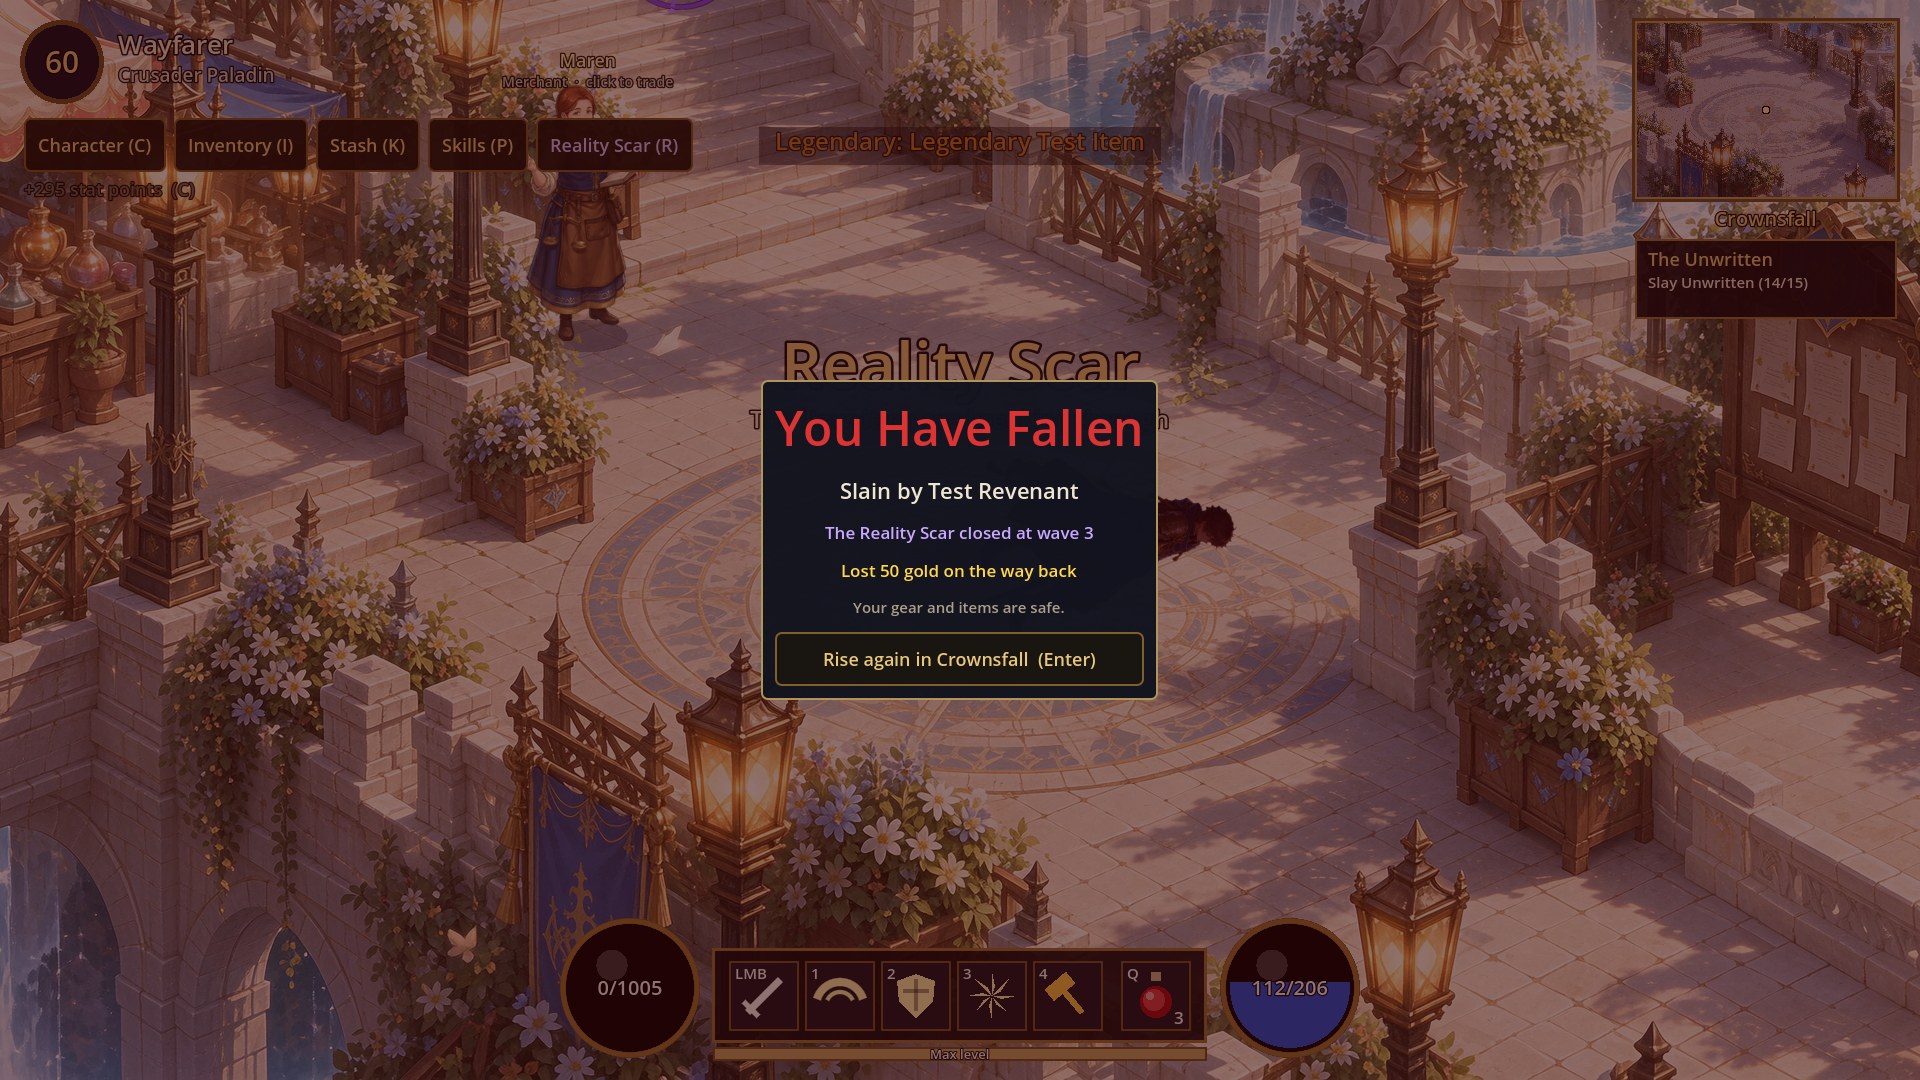 60
Wayfarer
Crusader Paladin
Maren
Merchant · click to trade
Character (C)
Inventory (I)
Stash (K)
Skills (P)
Reality Scar (R)
+295 stat points (C)
Legendary: Legendary Test Item
Crownsfall
The Unwritten
Slay Unwritten (14/15)
Reality Scar
You Have Fallen
Slain by Test Revenant
The Reality Scar closed at wave 3
Lost 50 gold on the way back
Your gear and items are safe.
Rise again in Crownsfall (Enter)
0/1005
LMB
1
2
3
4
Q
3
112/206
Max level